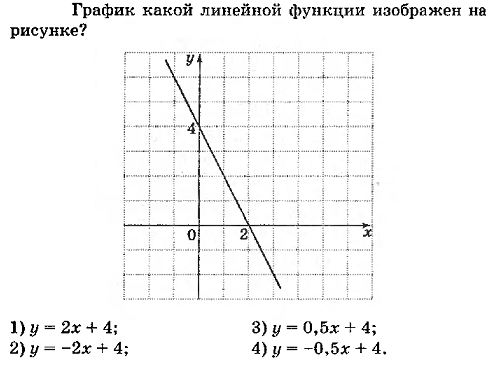 График какой линейной функции изображен на
рисунке?
y
4
0
2
x
1) y = 2x + 4;
3) y = 0,5x + 4;
2) y = −2x + 4;
4) y = −0,5x + 4.